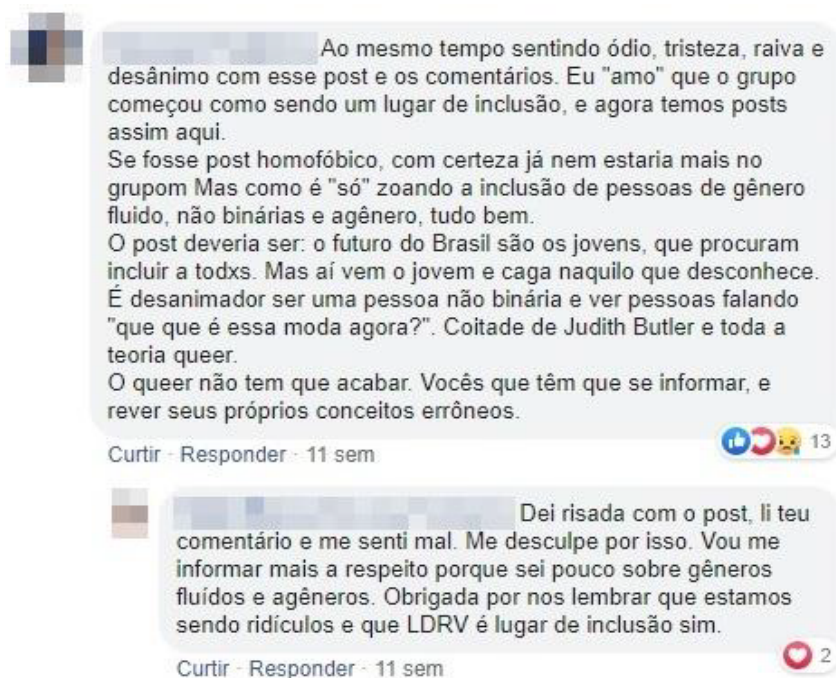 Ao mesmo tempo sentindo ódio, tristeza, raiva e
desânimo com esse post e os comentários. Eu "amo" que o grupo
começou como sendo um lugar de inclusão, e agora temos posts
assim aqui.
Se fosse post homofóbico, com certeza já nem estaria mais no
grupom Mas como é "só" zoando a inclusão de pessoas de gênero
fluido, não binárias e agênero, tudo bem.
O post deveria ser: o futuro do Brasil são os jovens, que procuram
incluir a todxs. Mas aí vem o jovem e caga naquilo que desconhece.
É desanimador ser uma pessoa não binária e ver pessoas falando
"que que é essa moda agora?". Coitade de Judith Butler e toda a
teoria queer.
O queer não tem que acabar. Vocês que têm que se informar, e
rever seus próprios conceitos errôneos.
13
Curtir · Responder · 11 sem
Dei risada com o post, li teu
comentário e me senti mal. Me desculpe por isso. Vou me
informar mais a respeito porque sei pouco sobre gêneros
fluídos e agêneros. Obrigada por nos lembrar que estamos
sendo ridículos e que LDRV é lugar de inclusão sim.
2
Curtir · Responder · 11 sem